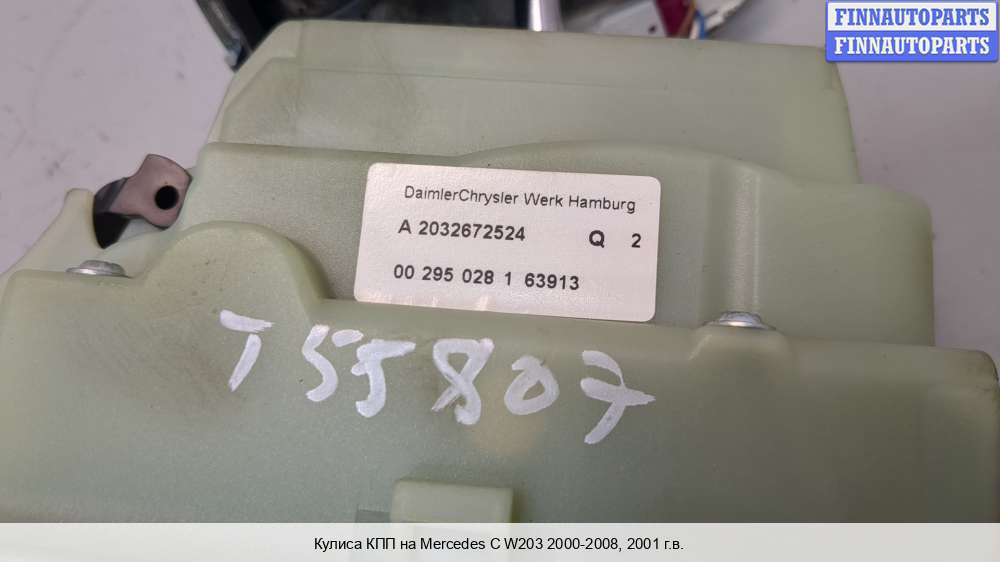 FINNAUTOPARTS
FINNAUTOPARTS
DaimlerChrysler Werk Hamburg
A 2032672524 Q 2
00 295 028 1 63913
T55807
Кулиса КПП на Mercedes C W203 2000-2008, 2001 г.в.